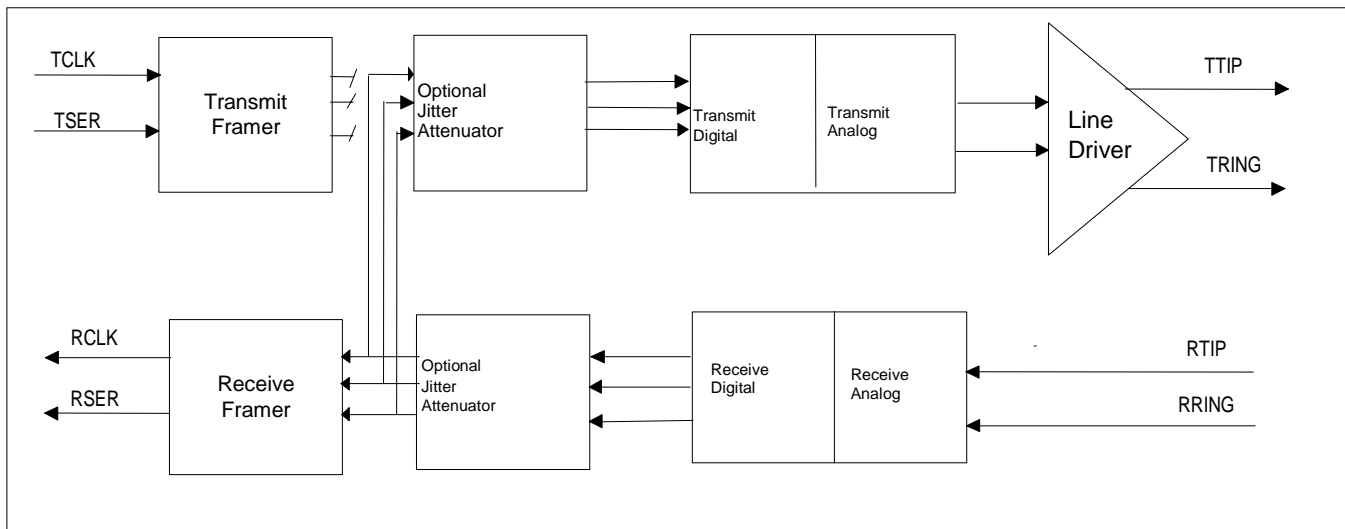 TCLK
TSER
Transmit
Framer
Optional
Jitter
Attenuator
Transmit
Digital
Transmit
Analog
Line
Driver
TTIP
TRING
RCLK
RSER
Receive
Framer
Optional
Jitter
Attenuator
Receive
Digital
Receive
Analog
RTIP
RRING